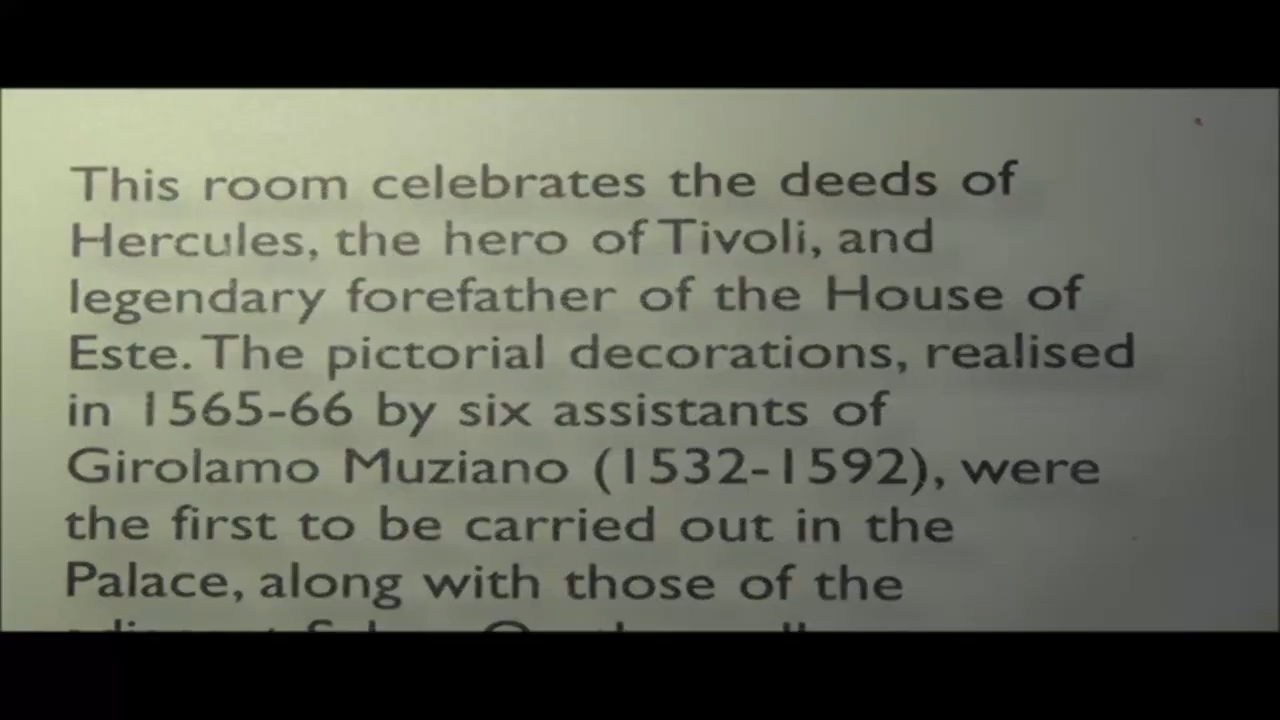 This room celebrates the deeds of
Hercules, the hero of Tivoli, and
legendary forefather of the House of
Este. The pictorial decorations, realised
in 1565-66 by six assistants of
Girolamo Muziano (1532-1592), were
the first to be carried out in the
Palace, along with those of the